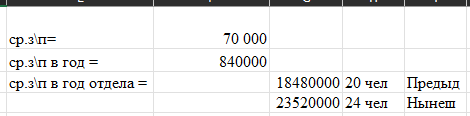 ср.з\п= 70 000
ср.з\п в год = 840000
ср.з\п в год отдела = 18480000 20 чел Предыд
23520000 24 чел Нынеш